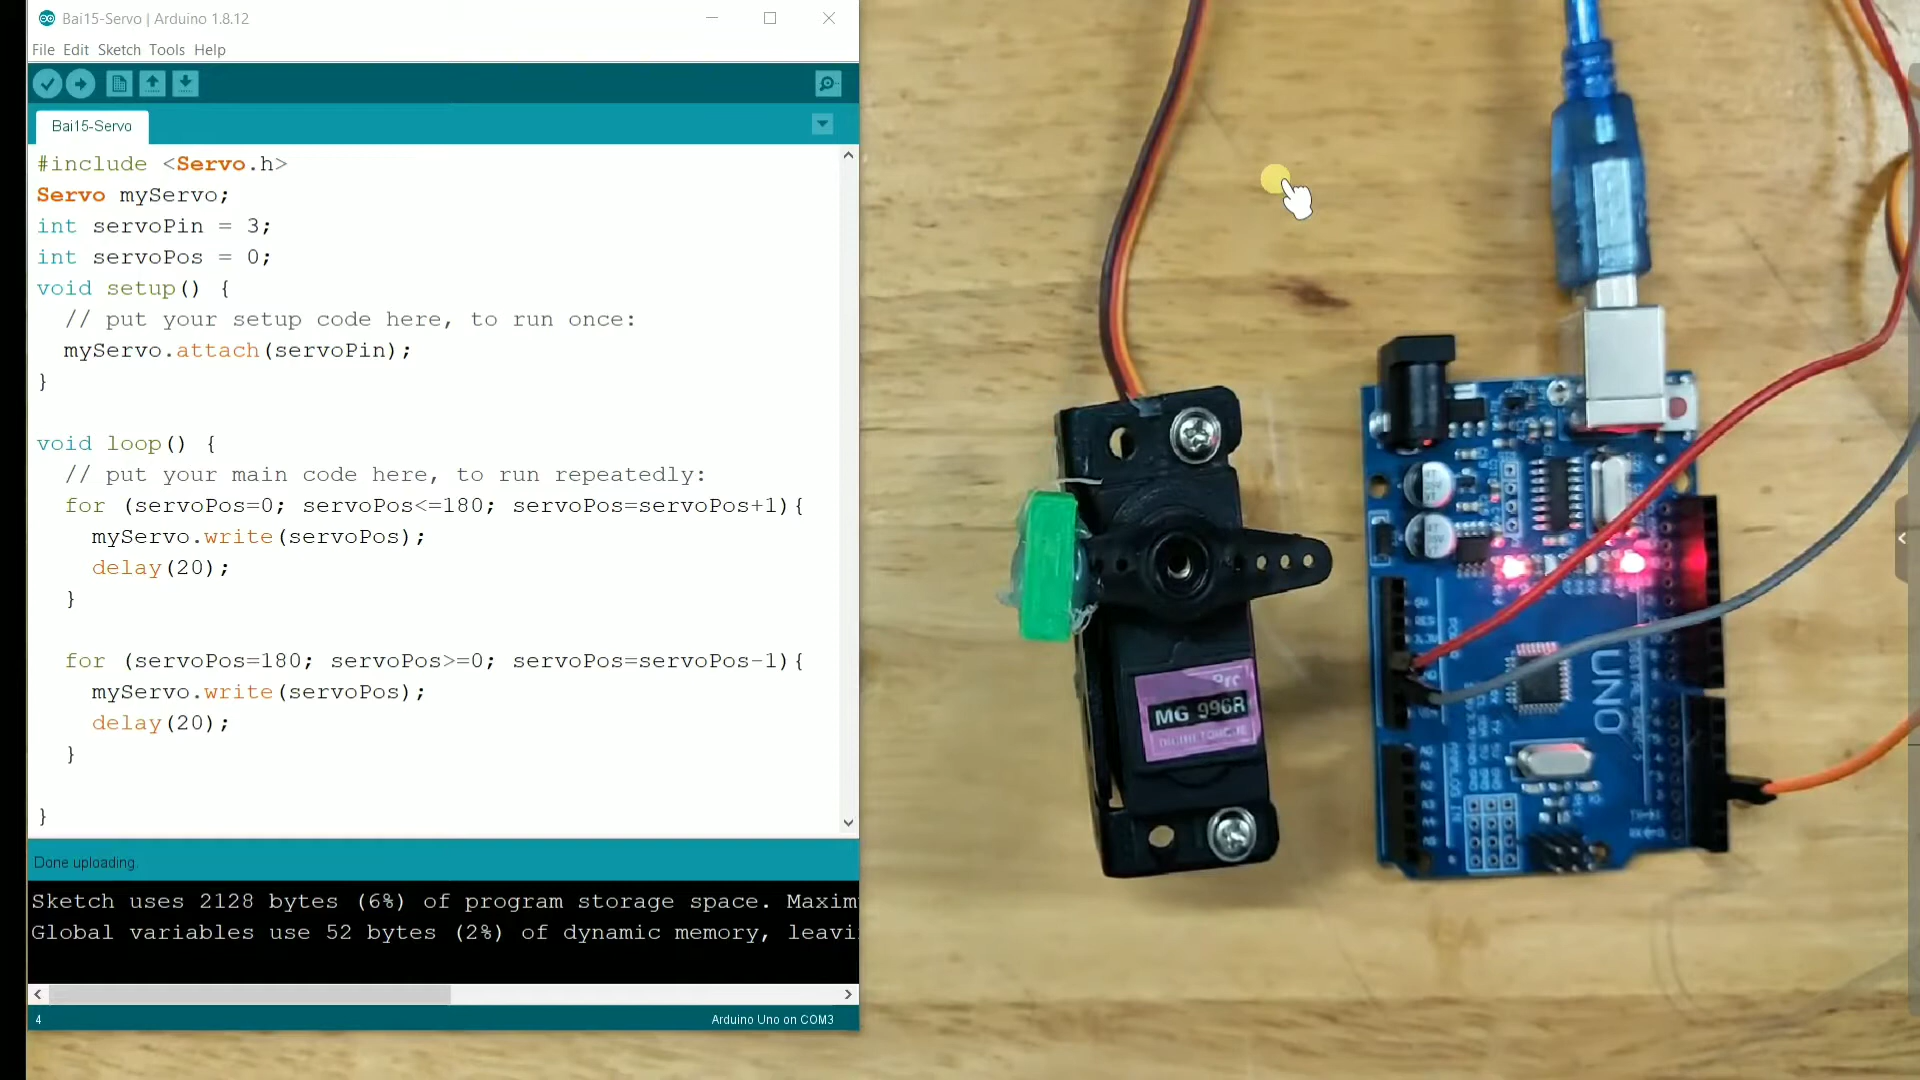 Bai15-Servo | Arduino 1.8.12
File Edit Sketch Tools Help
Bai15-Servo
#include <Servo.h>
Servo myServo;
int servoPin = 3;
int servoPos = 0;
void setup() {
// put your setup code here, to run once:
myServo.attach(servoPin);
}
void loop() {
// put your main code here, to run repeatedly:
for (servoPos=0; servoPos<=180; servoPos=servoPos+1){
myServo.write(servoPos);
delay(20);
}
for (servoPos=180; servoPos>=0; servoPos=servoPos-1){
myServo.write(servoPos);
delay(20);
}
}
Done uploading.
Sketch uses 2128 bytes (6%) of program storage space. Maxim
Global variables use 52 bytes (2%) of dynamic memory, leavi
4
Arduino Uno on COM3
MG 996R
UNO